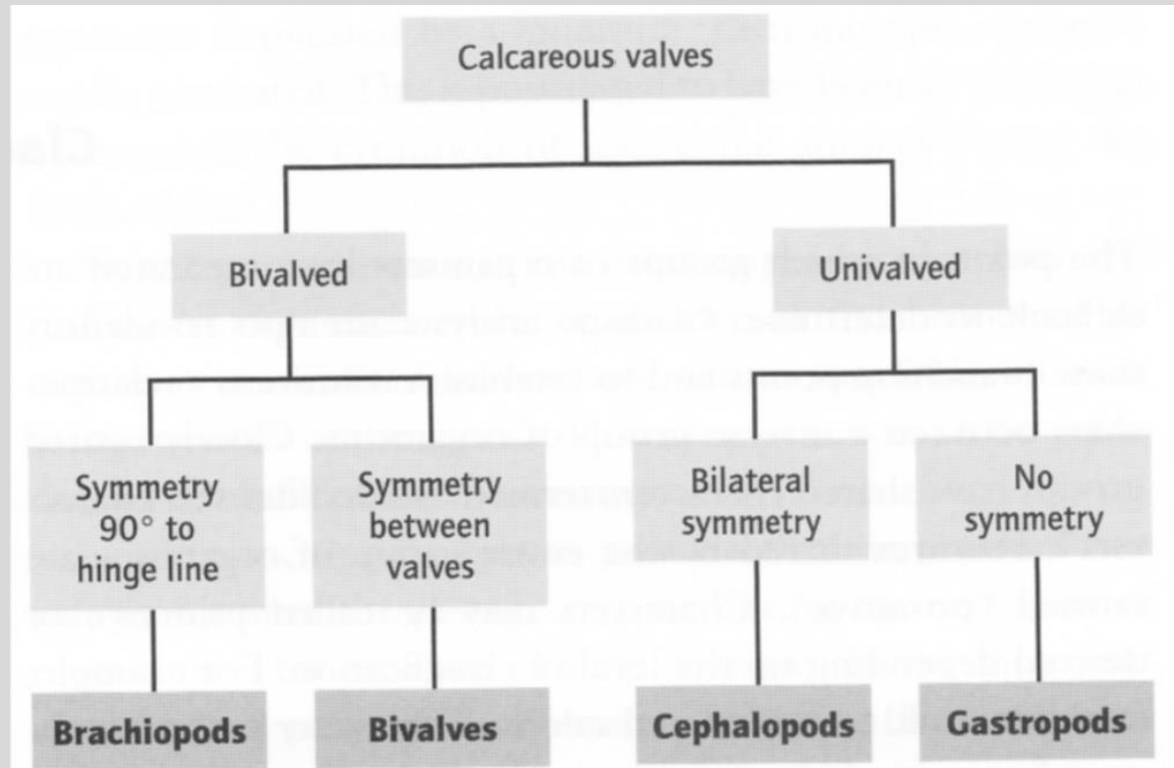 Calcareous valves
Bivalved
Univalved
Symmetry
90° to
hinge line
Symmetry
between
valves
Bilateral
symmetry
No
symmetry
Brachiopods
Bivalves
Cephalopods
Gastropods